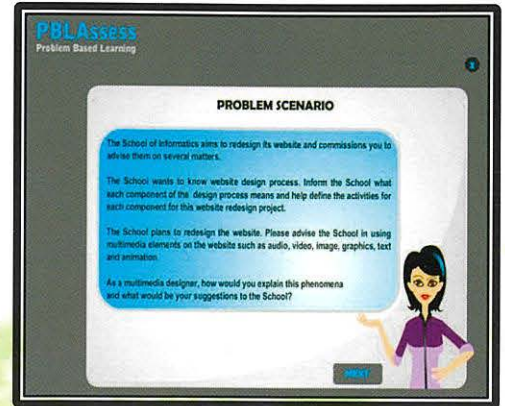 PBLAssess
Problem Based Learning
X
PROBLEM SCENARIO
The School of Informatics aims to redesign its website and commissions you to
advise them on several matters.
The School wants to know website design process. Inform the School what
each component of the design process means and help define the activities for
each component for this website redesign project.
The School plans to redesign the website. Please advise the School in using
multimedia elements on the website such as audio, video, image, graphics, text
and animation.
As a multimedia designer, how would you explain this phenomena
and what would be your suggestions to the School?
NEXT